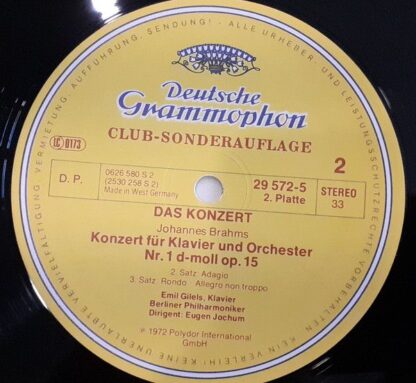 VERMIETUNG, AUFFÜHRUNG, SENDUNG! - ALLE URHEBER- UND LEISTUNGSSCHUTZRECHTE VORBEHALTEN
KEIN VERLEIH! KEINE UNERLAUBTE VERVIELFÄLTIGUNG,
Deutsche
Grammophon
CLUB-SONDERAUFLAGE
LC 0173
2
D. P.
0626 580 S 2
(2530 258 S 2)
Made in West Germany
29 572-5
2. Platte
STEREO
33
DAS KONZERT
Johannes Brahms
Konzert für Klavier und Orchester
Nr. 1 d-moll op. 15
2. Satz: Adagio
3. Satz: Rondo · Allegro non troppo
Emil Gilels, Klavier
Berliner Philharmoniker
Dirigent: Eugen Jochum
℗ 1972 Polydor International
GmbH